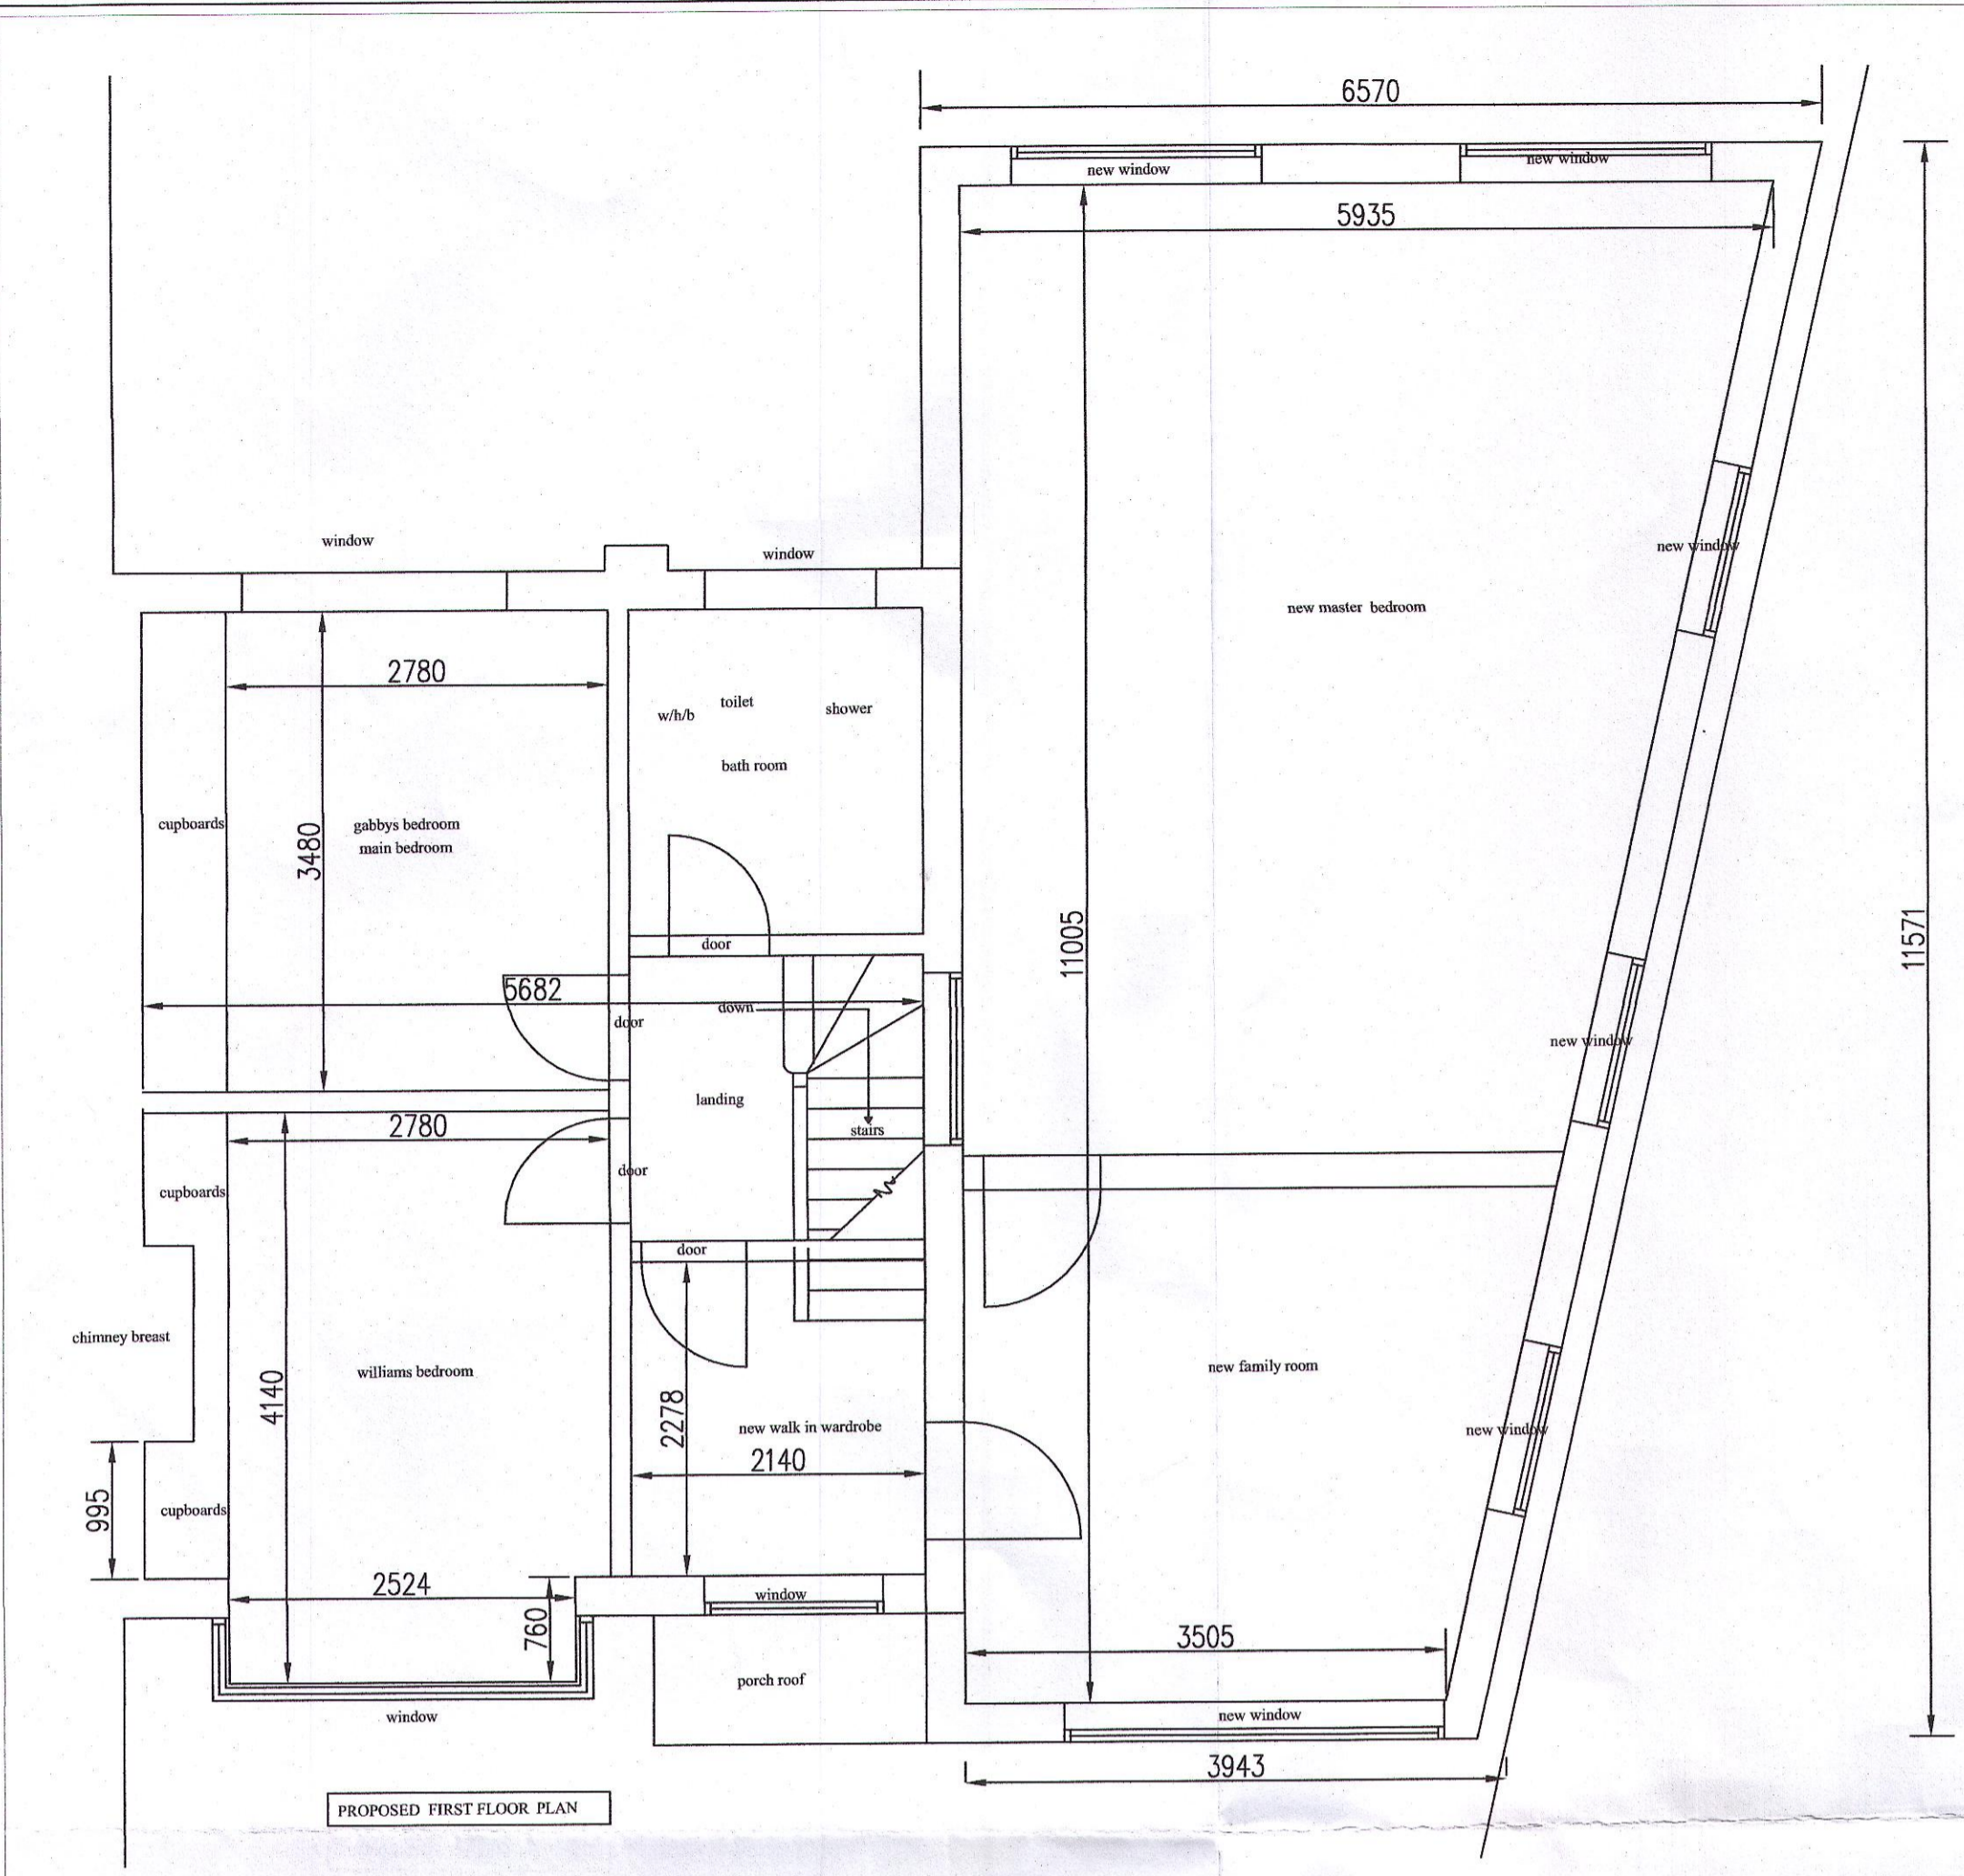 6570
new window
new window
5935
window
window
new window
new master bedroom
2780
toilet
w/h/b
shower
bath room
cupboards
gabbys bedroom
main bedroom
3480
door
11005
11571
5682
down
door
new window
landing
2780
stairs
door
cupboards
door
chimney breast
new family room
williams bedroom
4140
2278
new walk in wardrobe
new window
2140
995
cupboards
2524
window
760
3505
porch roof
window
new window
3943
PROPOSED FIRST FLOOR PLAN